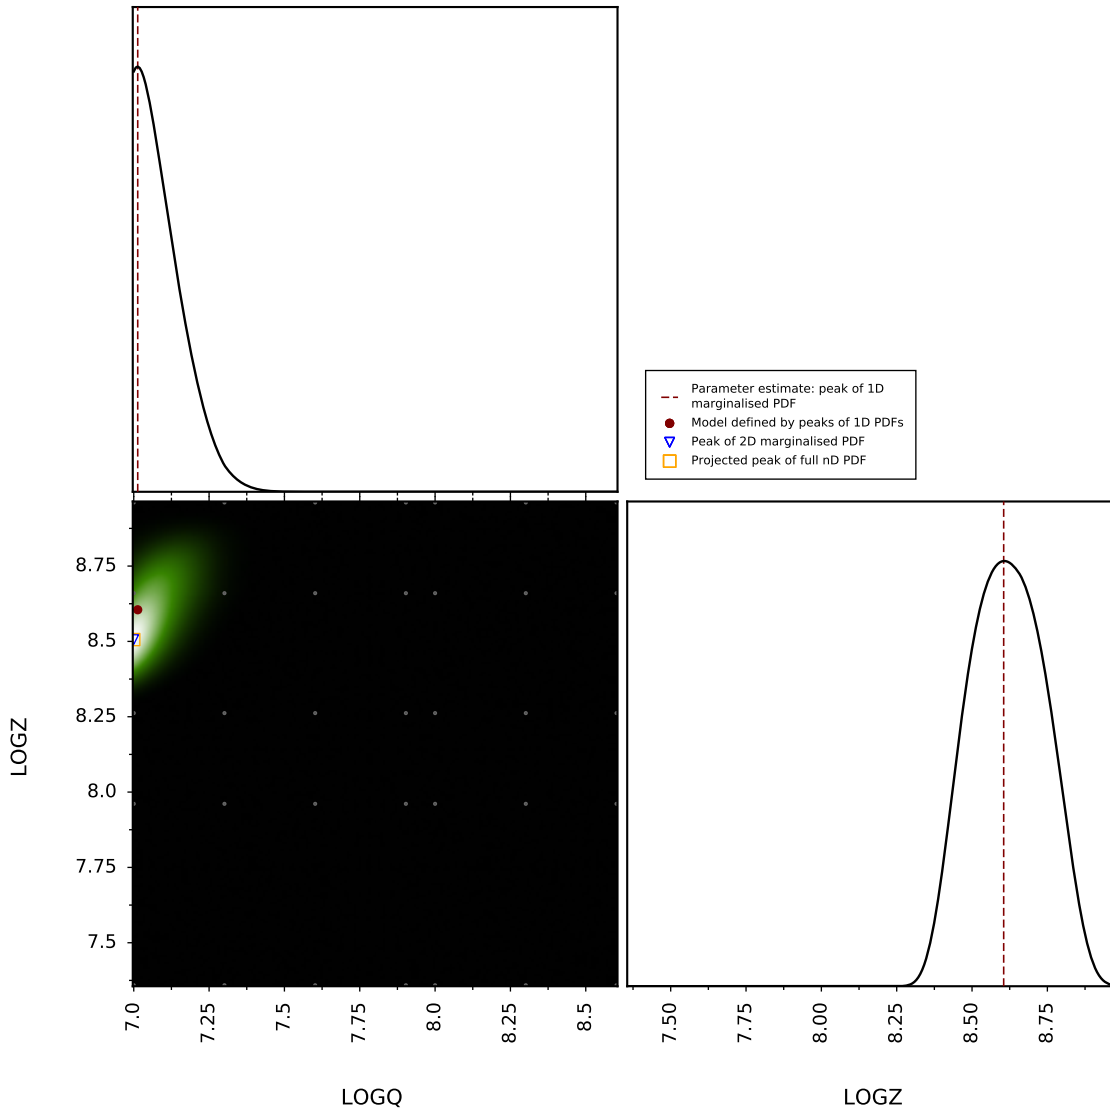 Parameter estimate: peak of 1D
marginalised PDF
Model defined by peaks of 1D PDFs
Peak of 2D marginalised PDF
Projected peak of full nD PDF
LOGZ
8.75
8.5
8.25
8.0
7.75
7.5
7.0
7.25
7.5
7.75
8.0
8.25
8.5
7.50
7.75
8.00
8.25
8.50
8.75
LOGQ
LOGZ